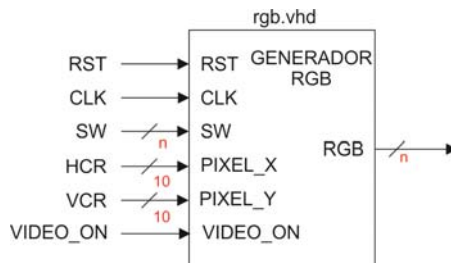 rgb.vhd
RST RST GENERADOR
RGB
CLK CLK
SW n SW
RGB n
HCR 10 PIXEL_X
VCR 10 PIXEL_Y
VIDEO_ON VIDEO_ON